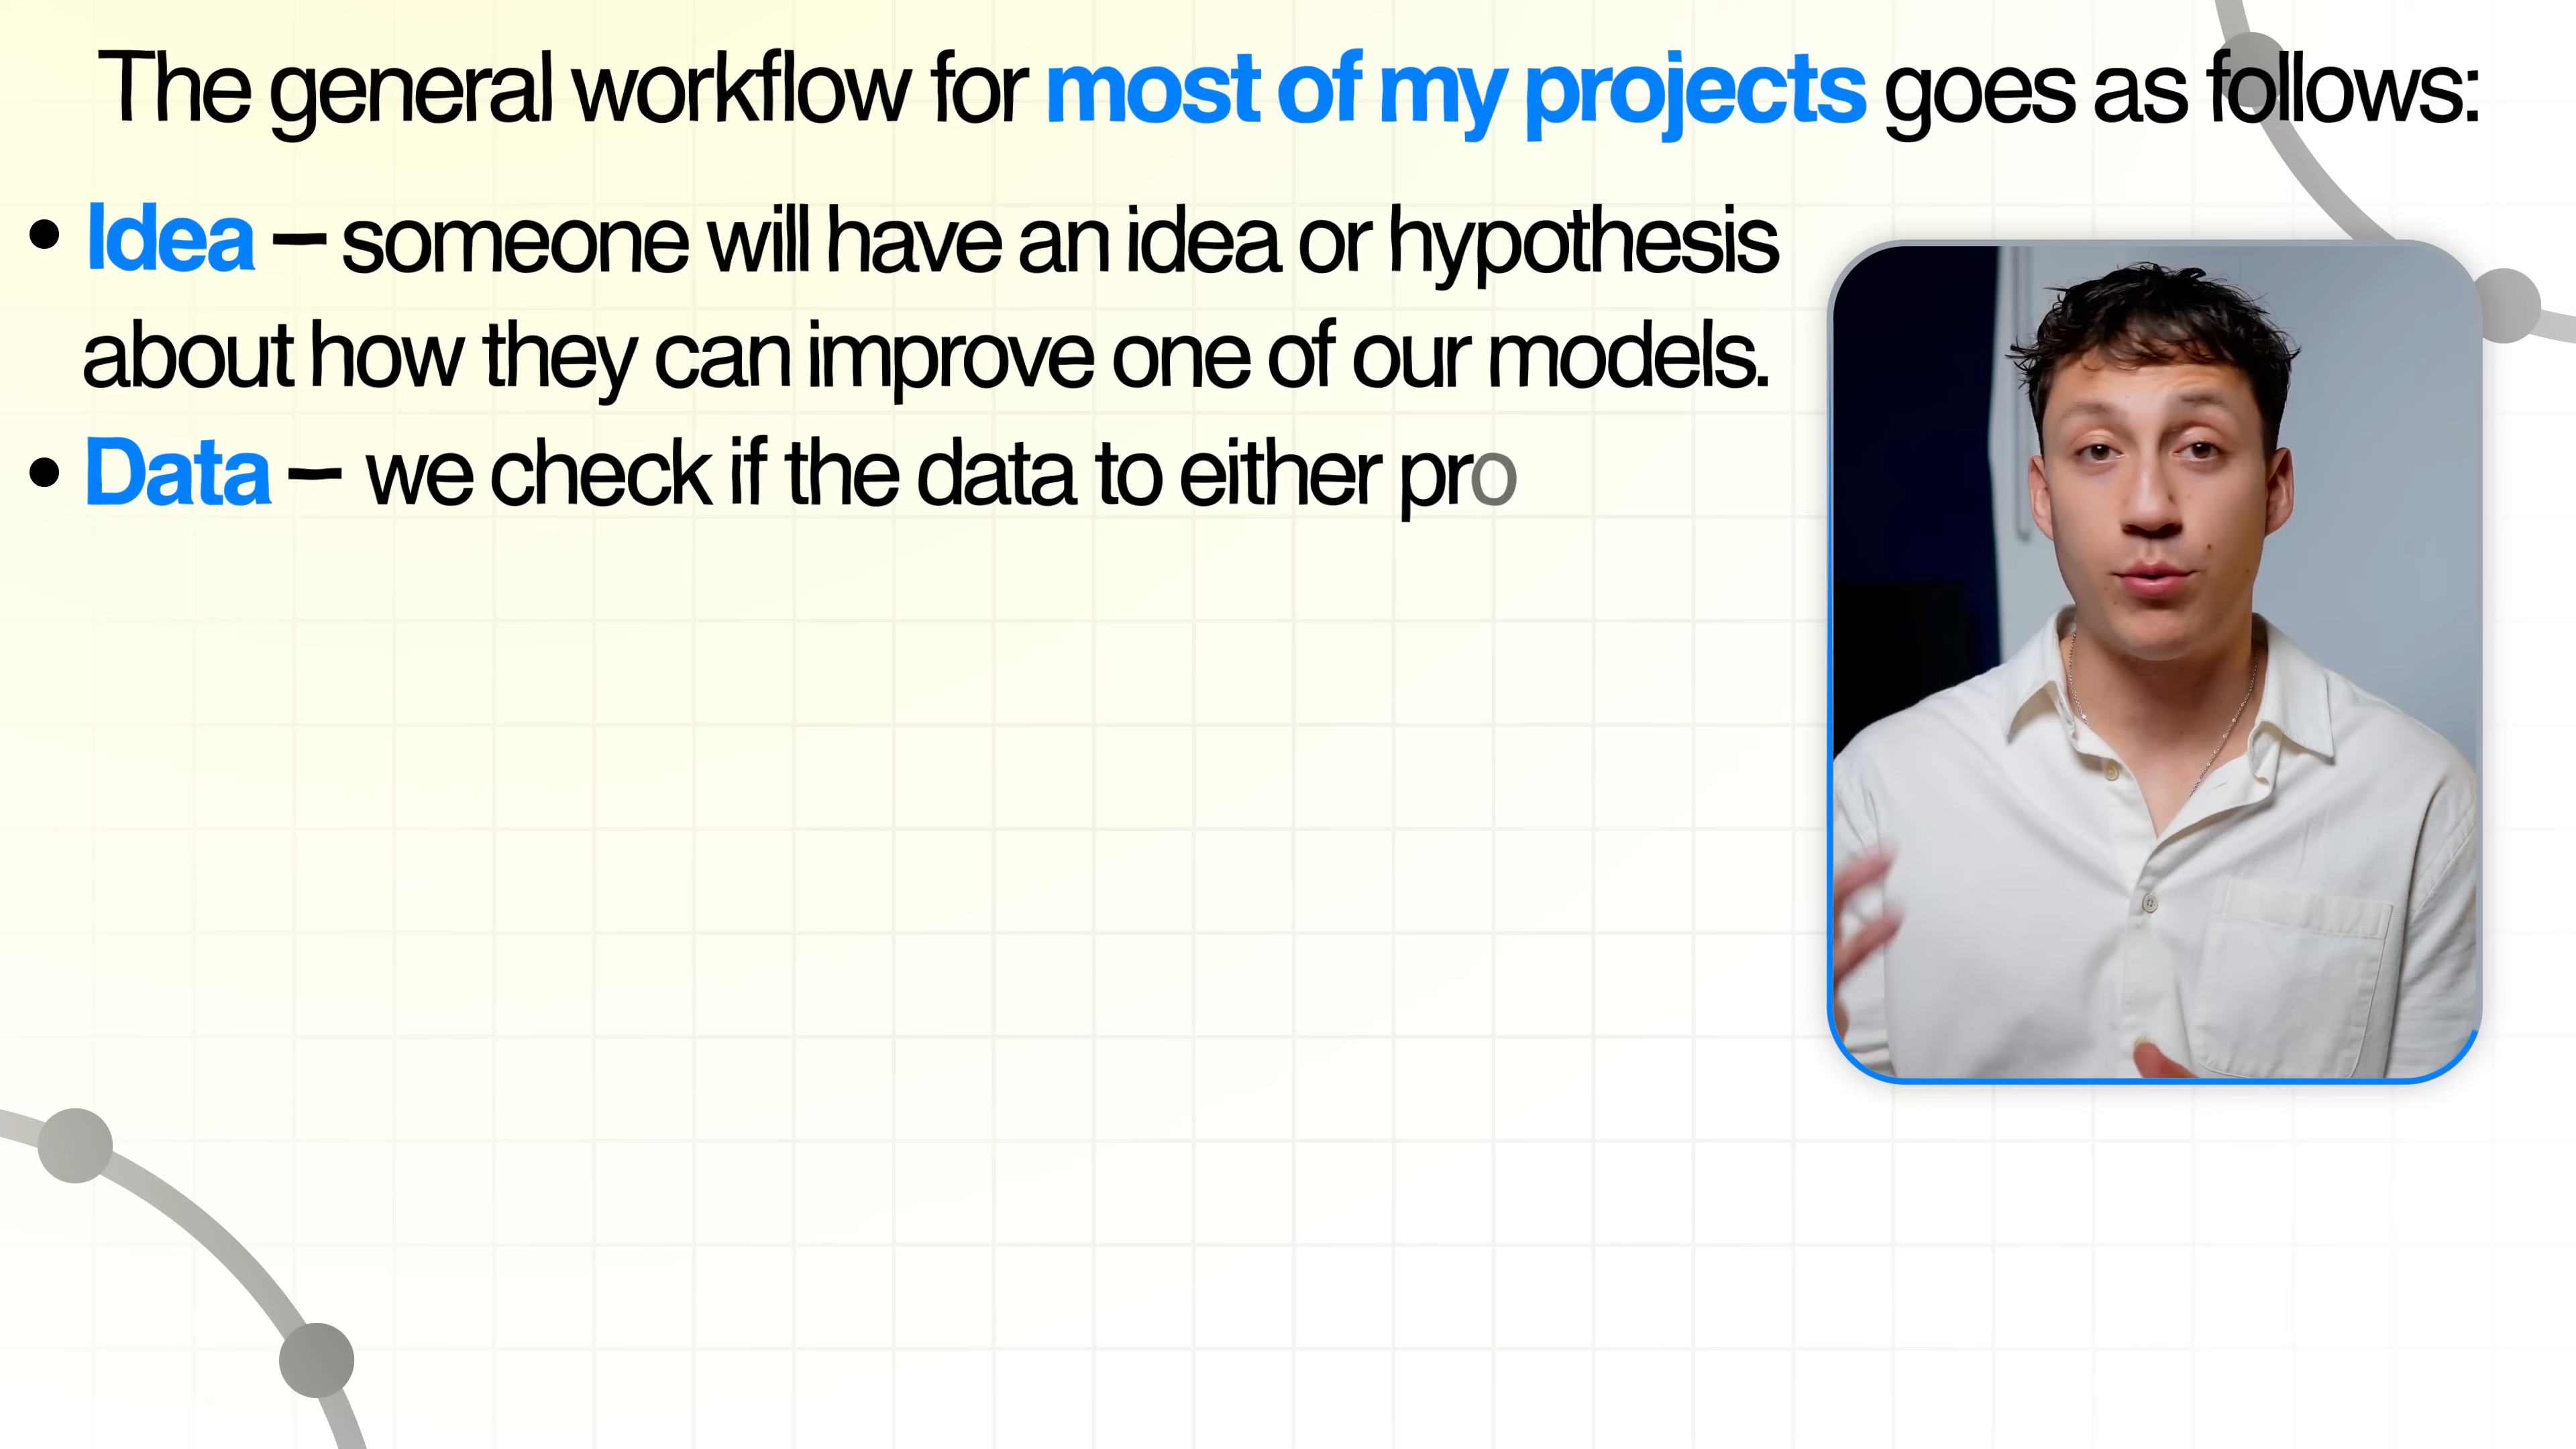 The general workflow for most of my projects goes as follows:
• Idea – someone will have an idea or hypothesis
about how they can improve one of our models.
• Data – we check if the data to either pro